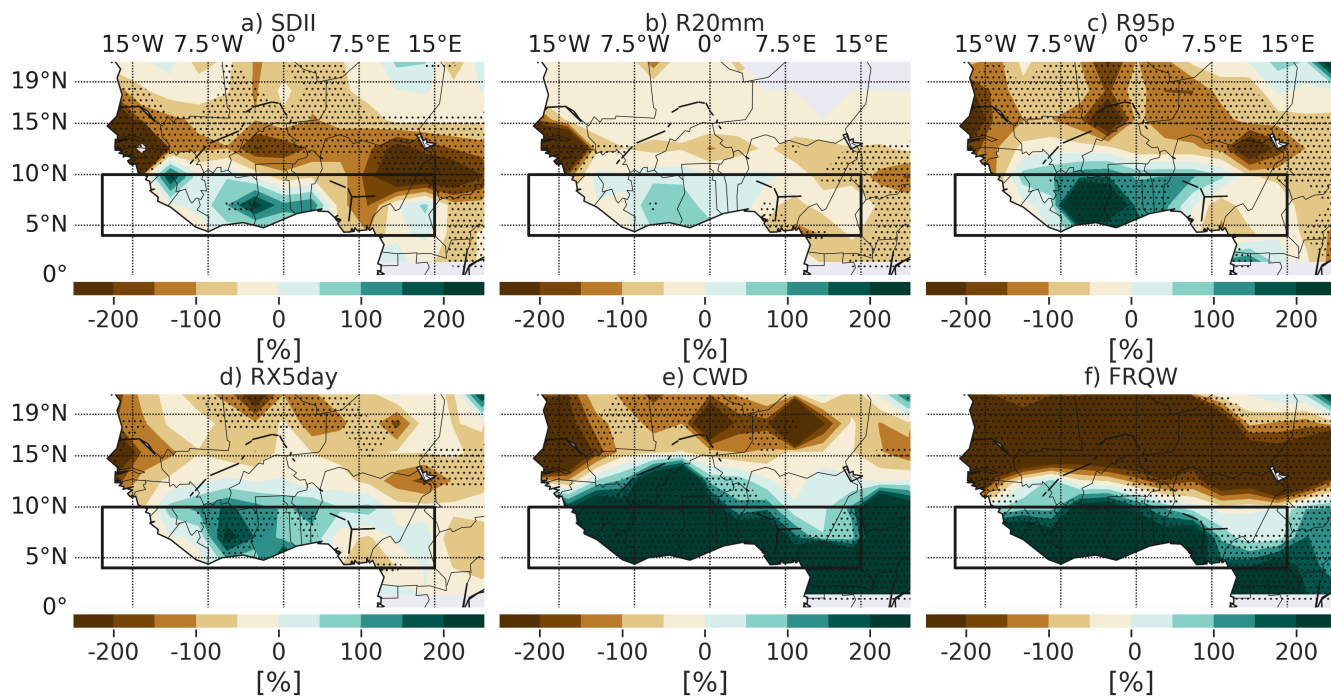 a) SDII b) R20mm c) R95p
15°W 7.5°W 0° 7.5°E 15°E 15°W 7.5°W 0° 7.5°E 15°E 15°W 7.5°W 0° 7.5°E 15°E
19°N
15°N
10°N
5°N
0°
-200 -100 0 100 200 -200 -100 0 100 200 -200 -100 0 100 200
[%] [%] [%]
d) RX5day e) CWD f) FRQW
19°N
15°N
10°N
5°N
0°
-200 -100 0 100 200 -200 -100 0 100 200 -200 -100 0 100 200
[%] [%] [%]